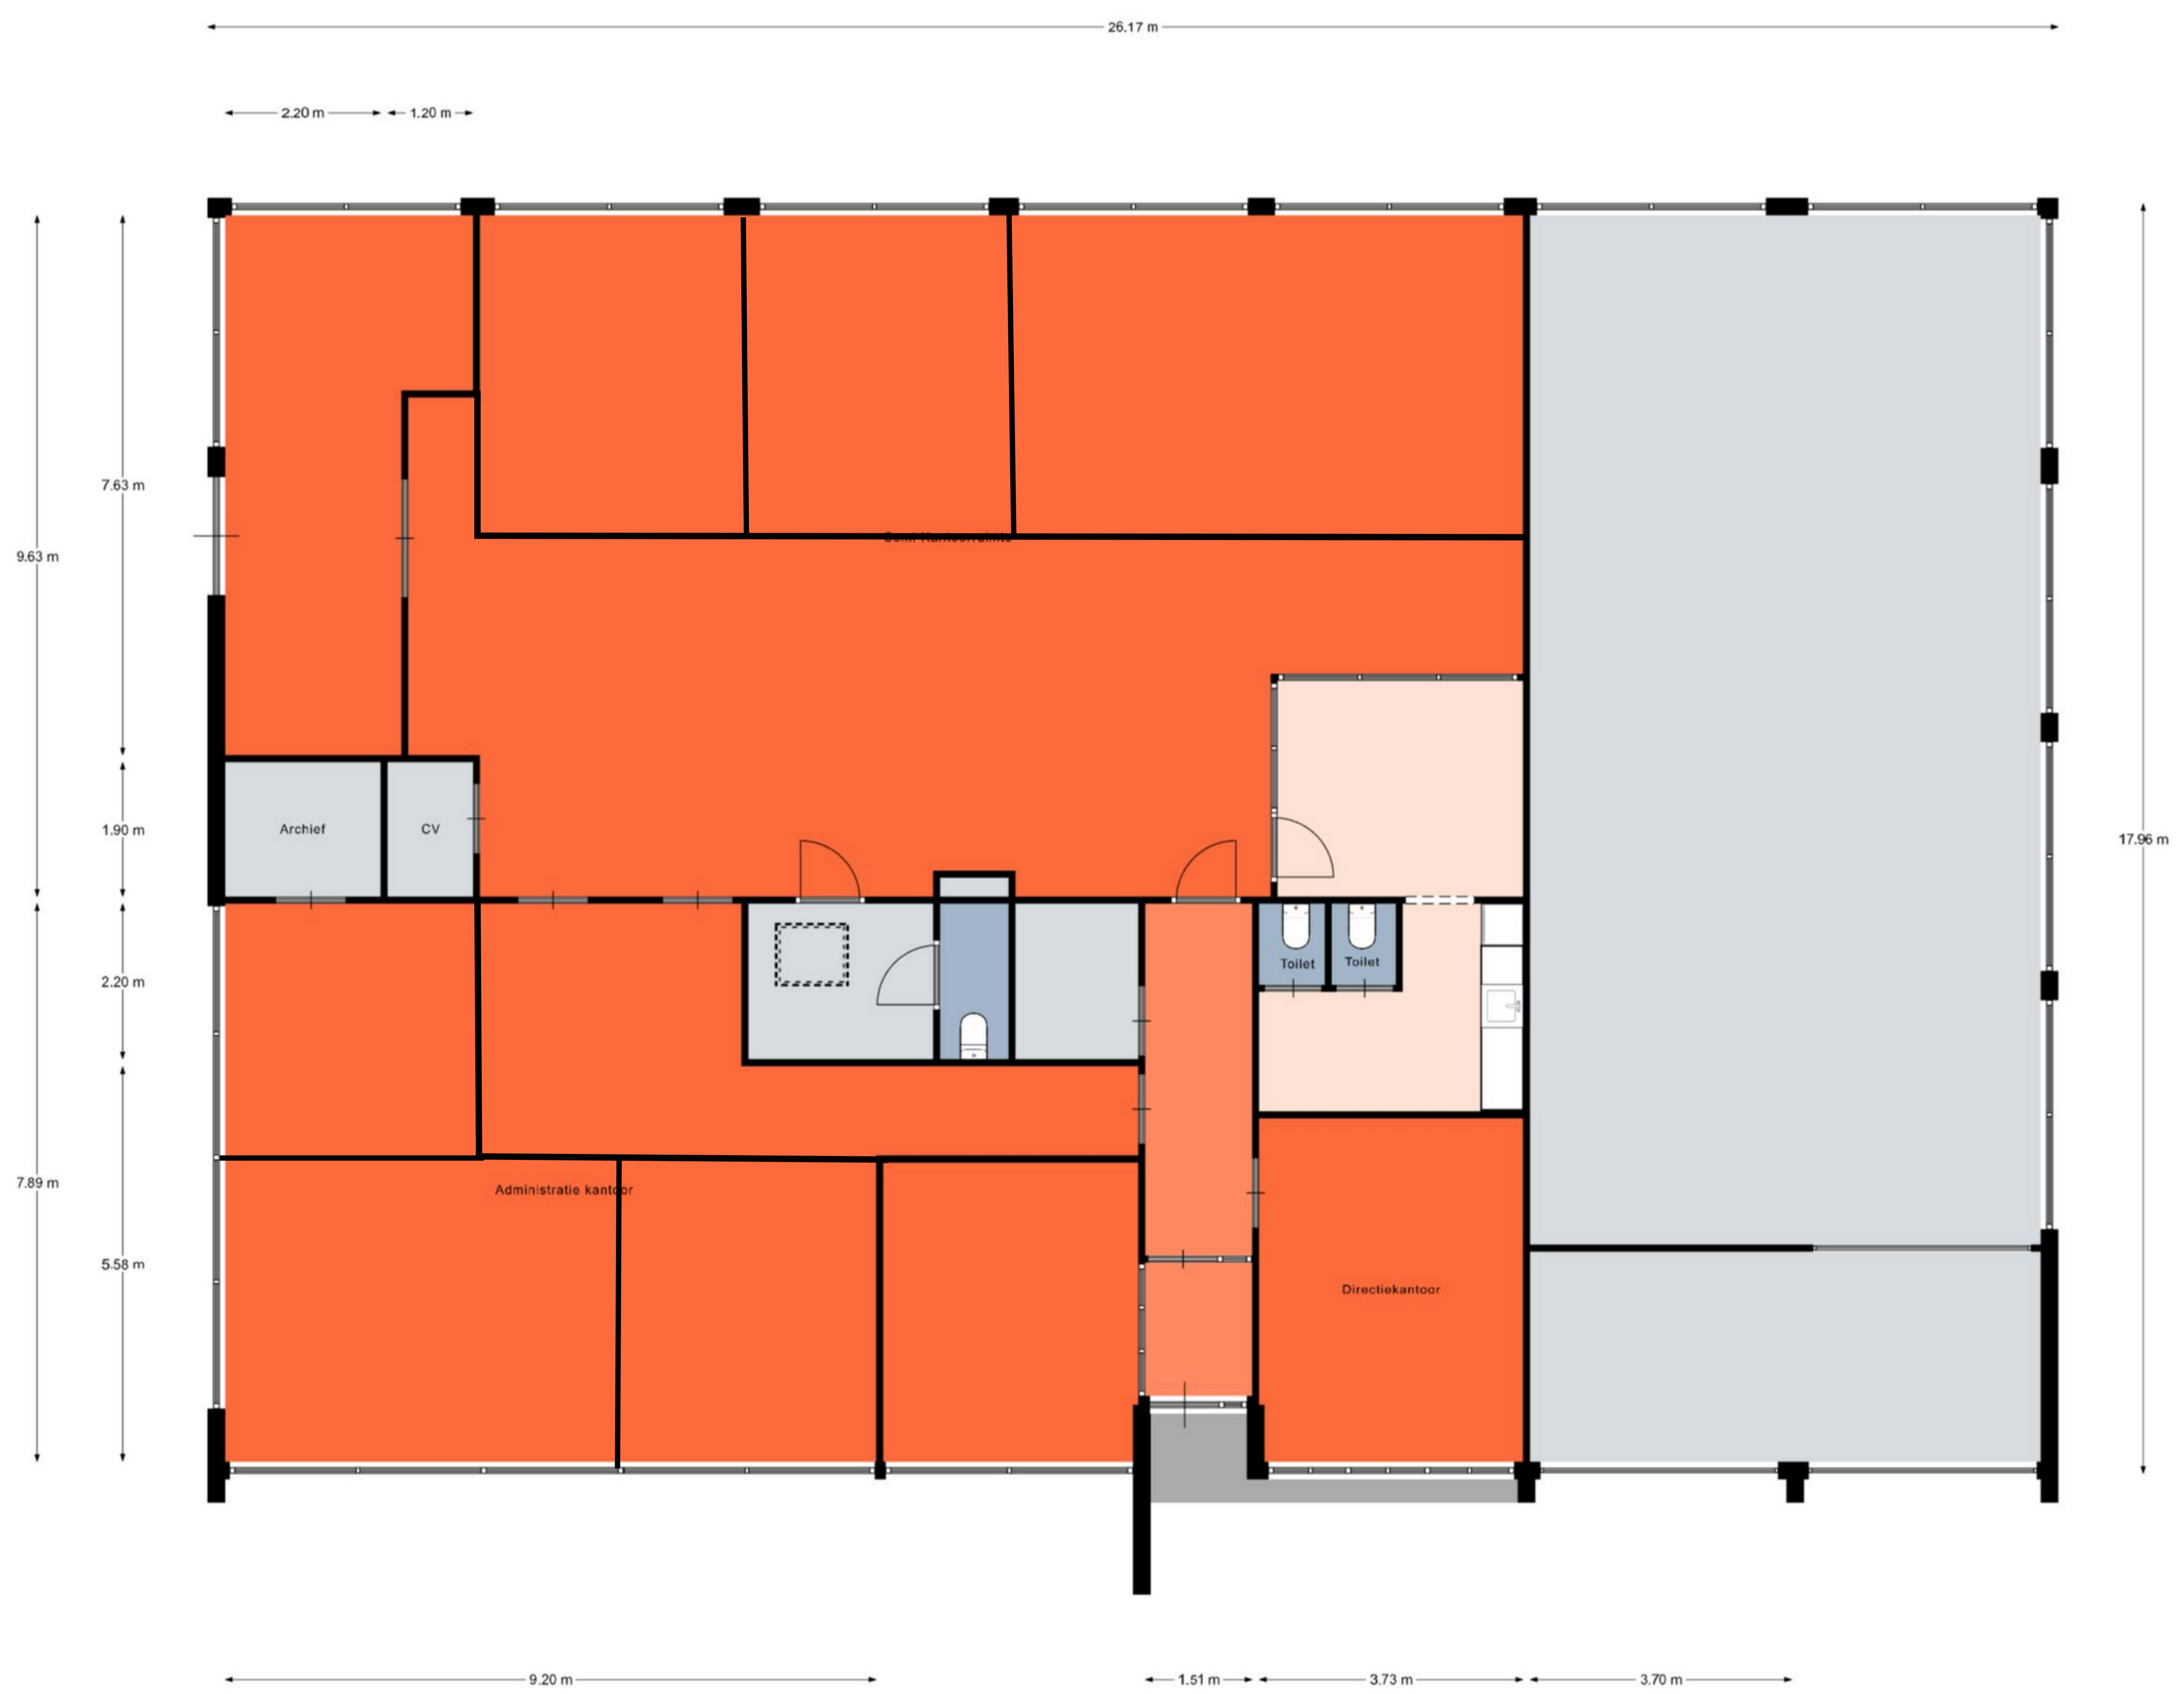 26.17 m
2.20 m
1.20 m
7.63 m
9.63 m
Archief
CV
1.90 m
17.96 m
Toilet
Toilet
2.20 m
7.89 m
Administratie kantoor
5.58 m
Directiekantoor
9.20 m
1.51 m
3.73 m
3.70 m